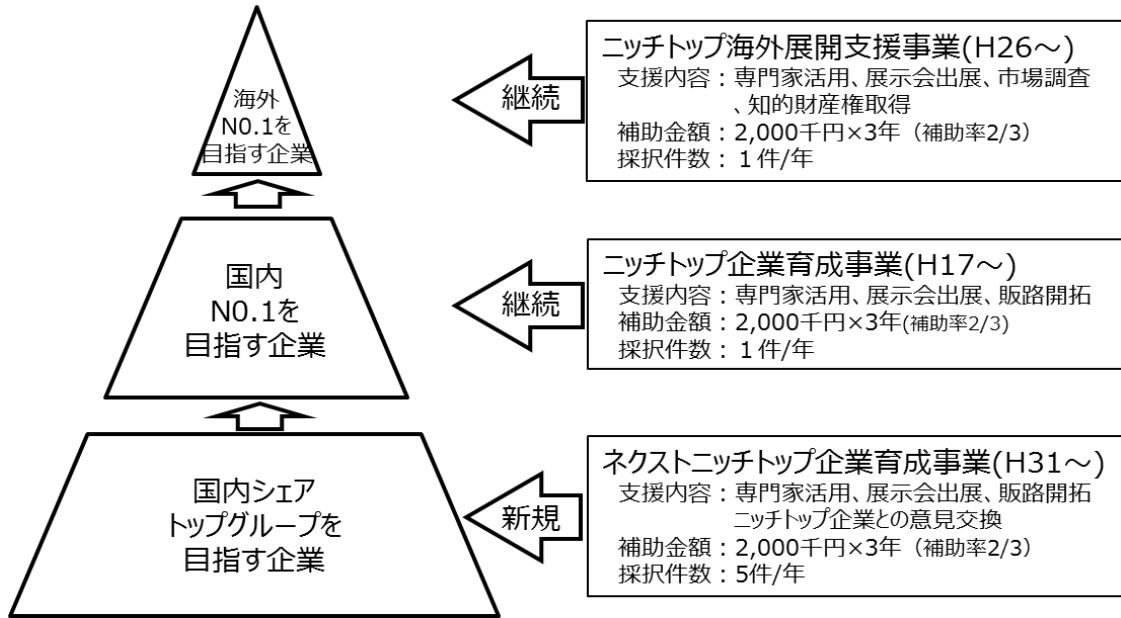 海外
N0.1を
目指す企業
継続
ニッチトップ海外展開支援事業(H26～)
支援内容：専門家活用、展示会出展、市場調査
、知的財産権取得
補助金額：2,000千円×3年（補助率2/3）
採択件数：１件/年
国内
N0.1を
目指す企業
継続
ニッチトップ企業育成事業(H17～)
支援内容：専門家活用、展示会出展、販路開拓
補助金額：2,000千円×3年(補助率2/3)
採択件数：１件/年
国内シェア
トップグループを
目指す企業
新規
ネクストニッチトップ企業育成事業(H31～)
支援内容：専門家活用、展示会出展、販路開拓
ニッチトップ企業との意見交換
補助金額：2,000千円×3年（補助率2/3）
採択件数：5件/年